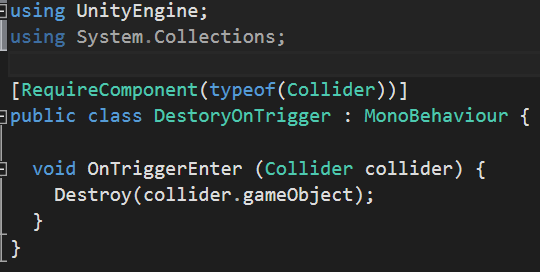 using UnityEngine;
using System.Collections;
[RequireComponent(typeof(Collider))]
public class DestoryOnTrigger : MonoBehaviour {
void OnTriggerEnter (Collider collider) {
Destroy(collider.gameObject);
}
}